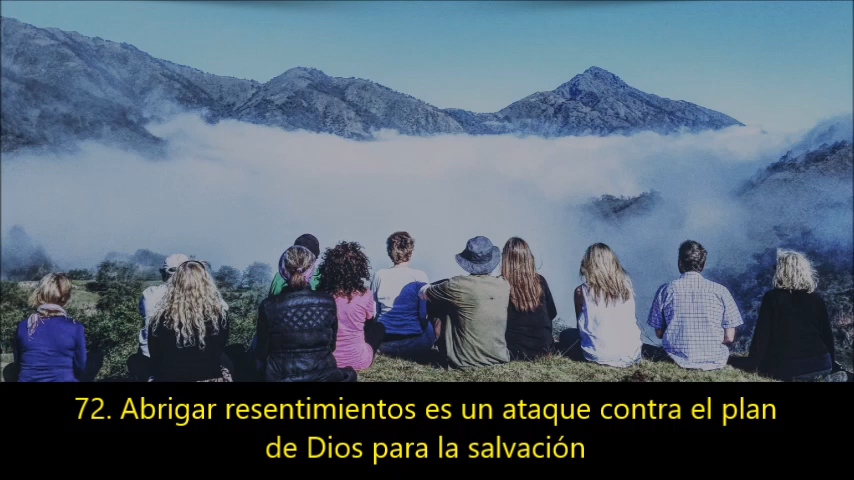 72. Abrigar resentimientos es un ataque contra el plan
de Dios para la salvación